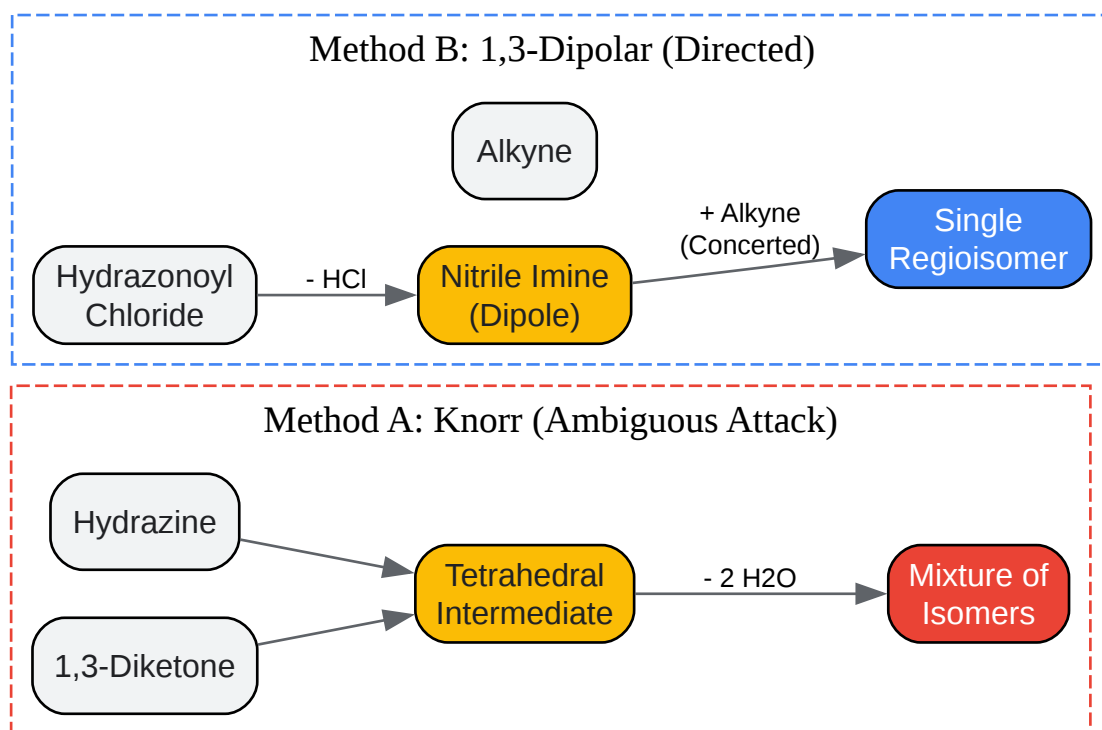 Method B: 1,3-Dipolar (Directed)
Alkyne
Hydrazonoyl
Chloride
- HCl
Nitrile Imine
(Dipole)
+ Alkyne
(Concerted)
Single
Regioisomer
Method A: Knorr (Ambiguous Attack)
Hydrazine
1,3-Diketone
Tetrahedral
Intermediate
- 2 H2O
Mixture of
Isomers